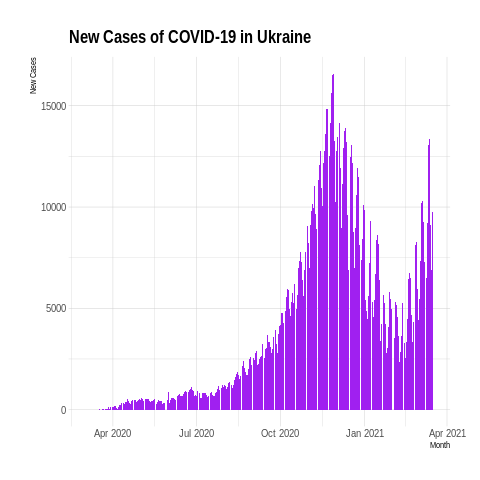 New Cases of COVID-19 in Ukraine
New Cases
15000
10000
5000
0
Apr 2020 Jul 2020 Oct 2020 Jan 2021 Apr 2021
Month